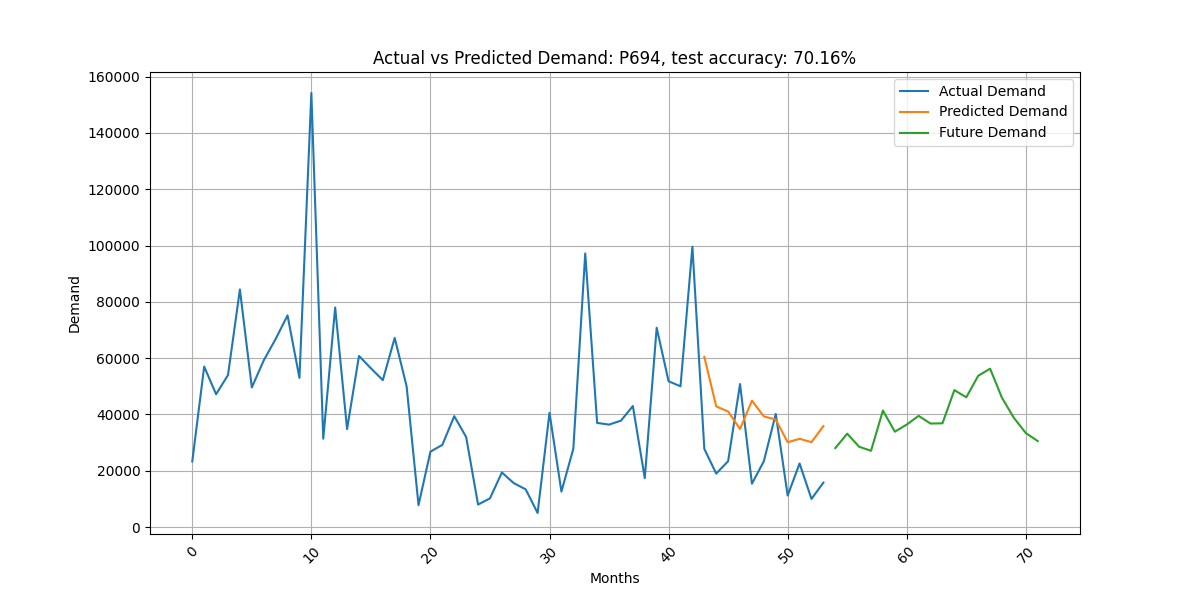 Actual vs Predicted Demand: P694, test accuracy: 70.16%
Actual Demand
Predicted Demand
Future Demand
160000
140000
120000
100000
80000
60000
40000
20000
0
Demand
0
10
20
30
40
50
60
70
Months